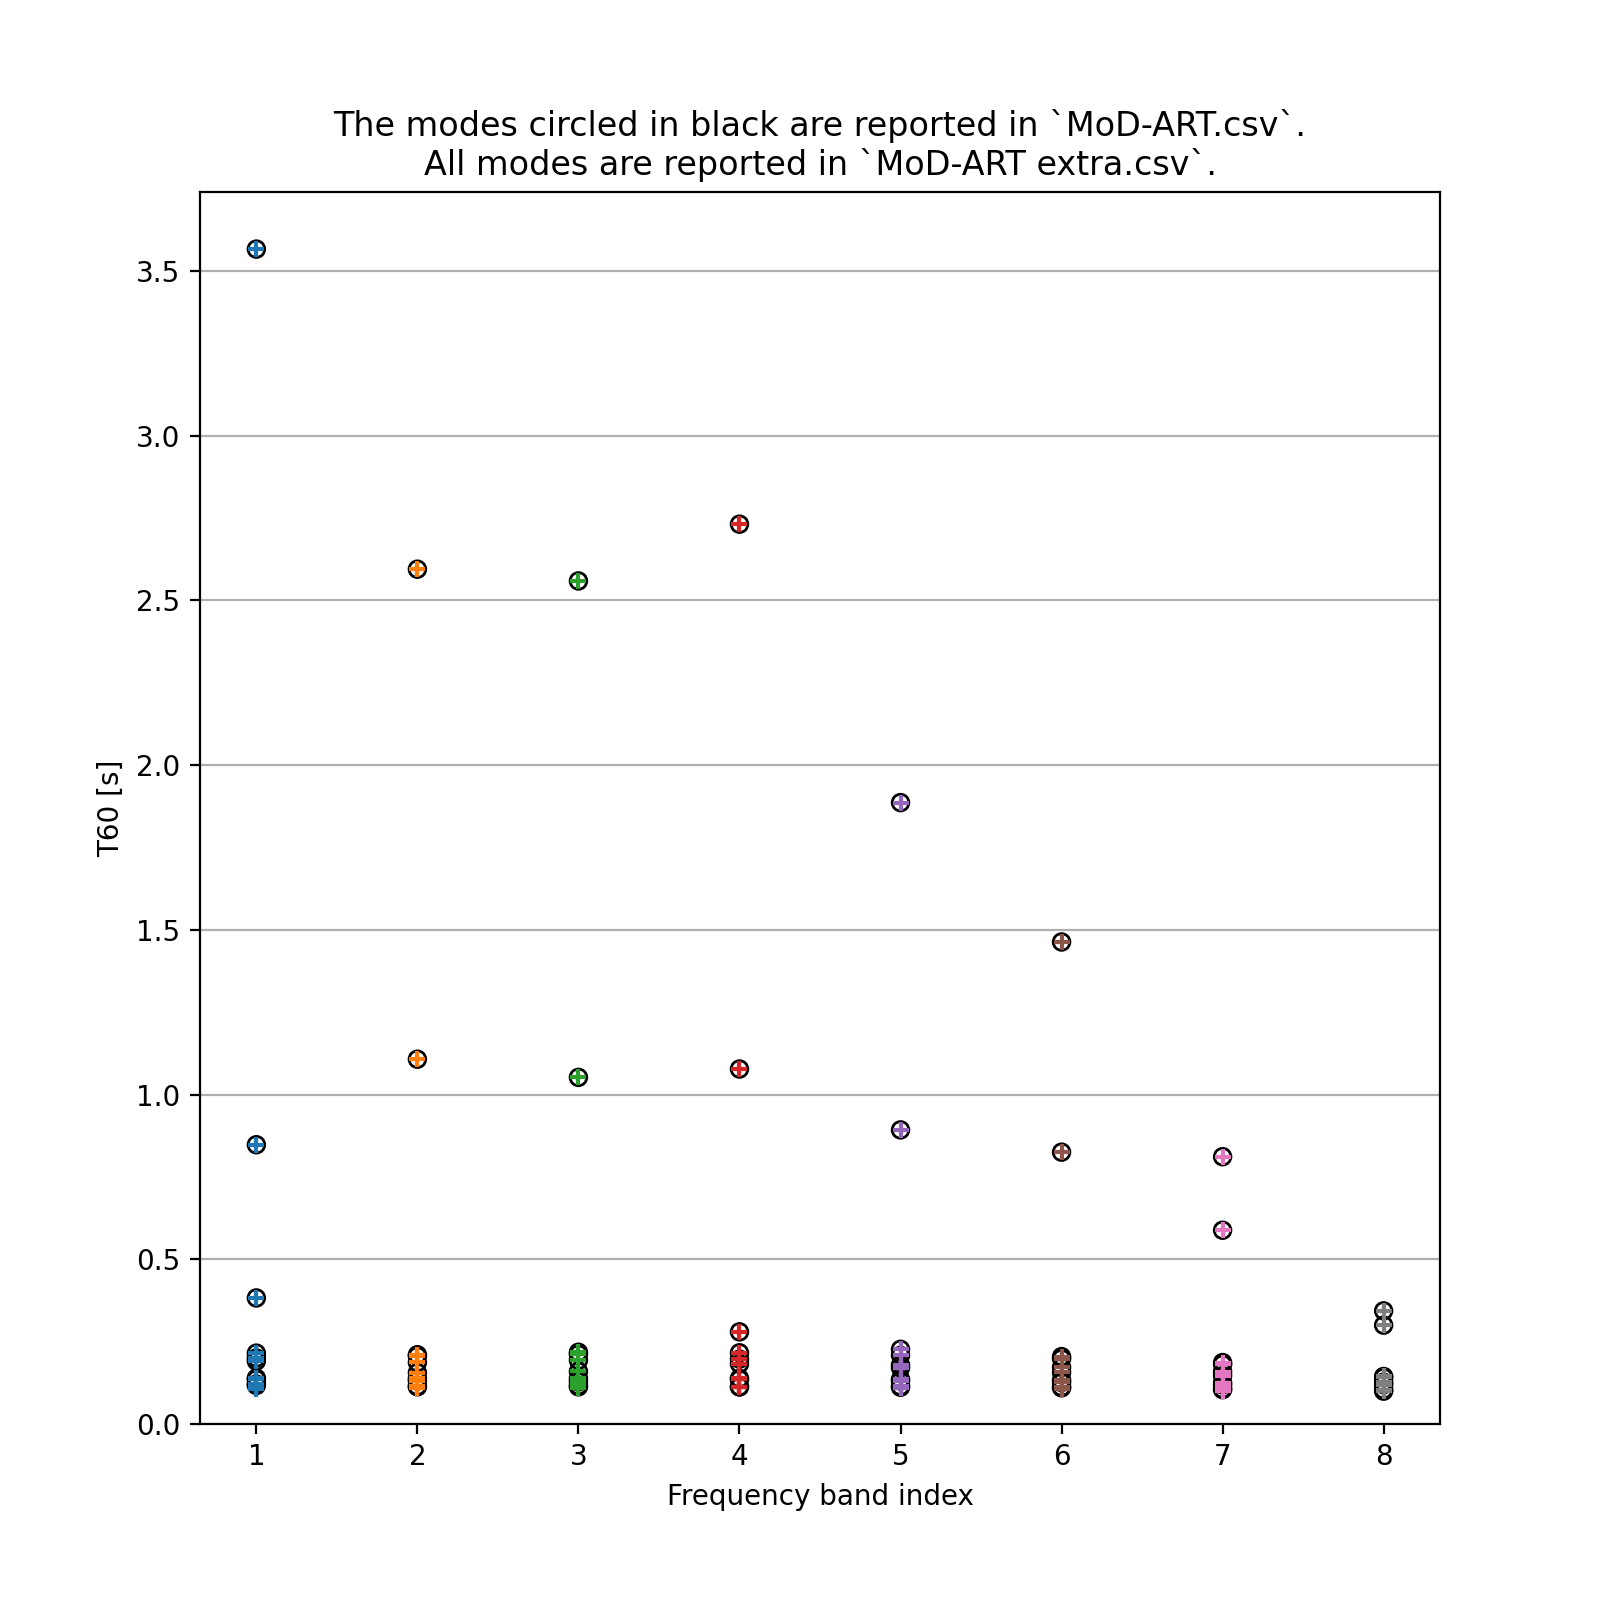 The modes circled in black are reported in `MoD-ART.csv`.
All modes are reported in `MoD-ART extra.csv`.
3.5
3.0
2.5
2.0
1.5
1.0
0.5
0.0
T60 [s]
1 2 3 4 5 6 7 8
Frequency band index